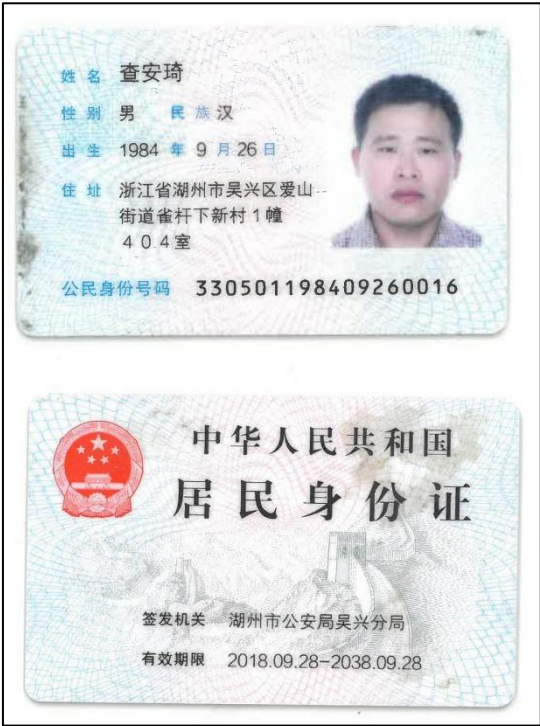 姓名 查安琦
性别 男 民族 汉
出生 1984 年 9 月 26 日
住址 浙江省湖州市吴兴区爱山
街道雀杆下新村1幢
404室
公民身份号码 330501198409260016
中华人民共和国
居民身份证
签发机关 湖州市公安局吴兴分局
有效期限 2018.09.28-2038.09.28